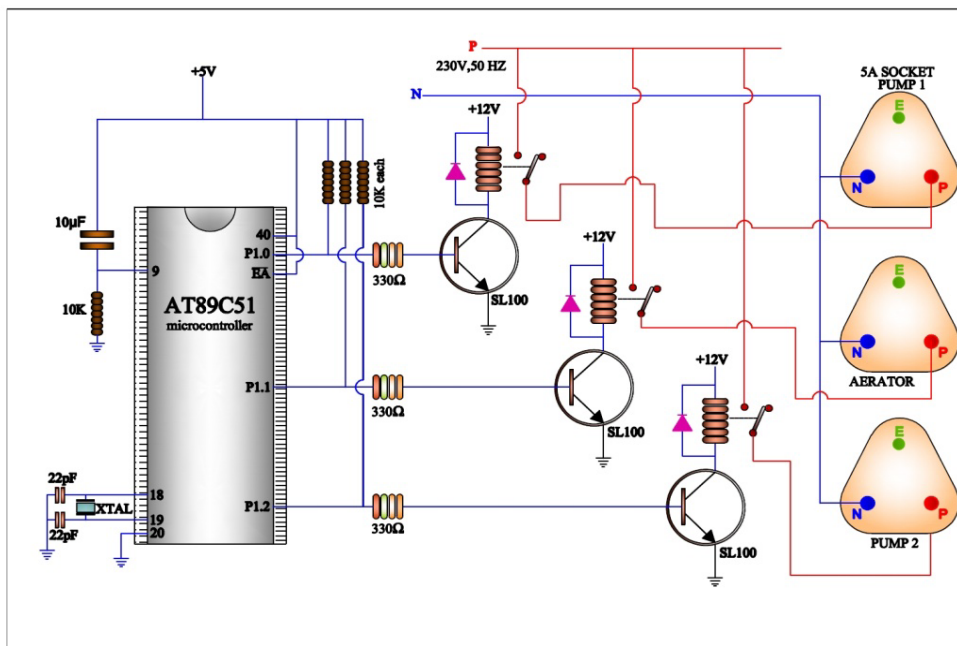 P
230V,50 HZ
N
+5V
+12V
5A SOCKET
PUMP 1
E
N
P
10K each
10µF
9
10K
40
P1.0
EA
330Ω
SL100
AT89C51
microcontroller
+12V
E
N
P
AERATOR
P1.1
330Ω
SL100
+12V
E
N
P
PUMP 2
22pF
XTAL
22pF
18
19
20
P1.2
330Ω
SL100